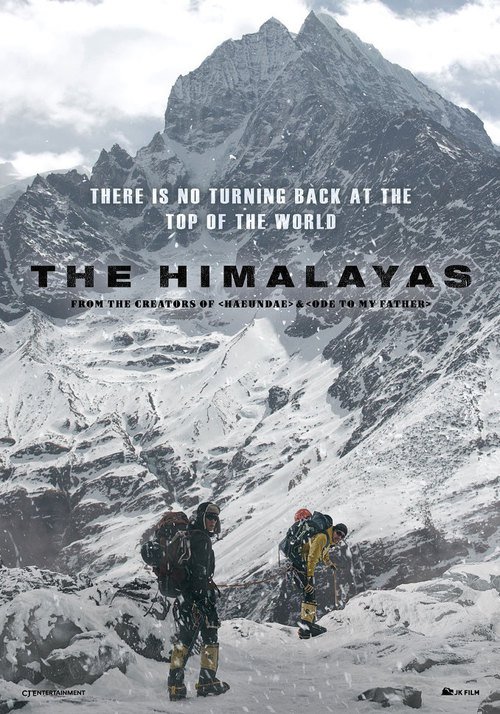 THERE IS NO TURNING BACK AT THE
TOP OF THE WORLD
THE HIMALAYAS
FROM THE CREATORS OF <HAEUNDAE> & <ODE TO MY FATHER>
CJ ENTERTAINMENT
JK FILM